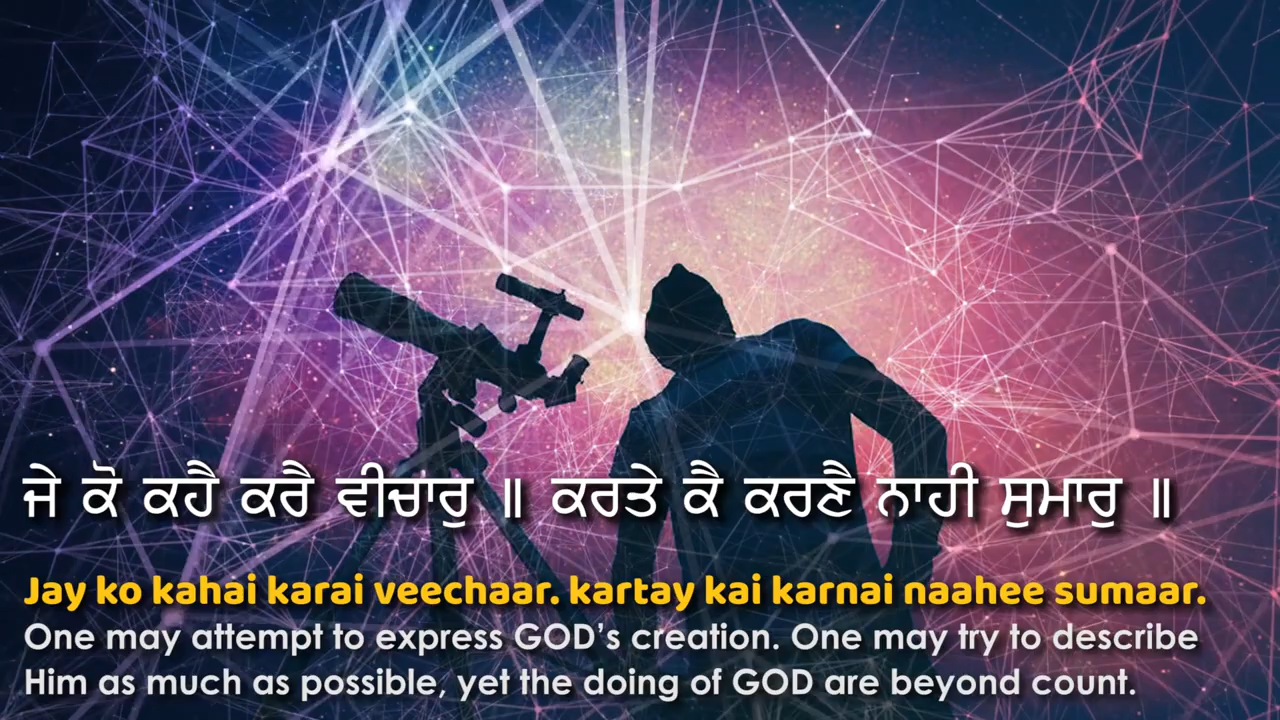 ਜੇ ਕੋ ਕਹੈ ਕਰੈ ਵੀਚਾਰੁ ॥ ਕਰਤੇ ਕੈ ਕਰਣੈ ਨਾਹੀ ਸੁਮਾਰੁ ॥
Jay ko kahai karai veechaar. kartay kai karnai naahee sumaar.
One may attempt to express GOD’s creation. One may try to describe
Him as much as possible, yet the doing of GOD are beyond count.